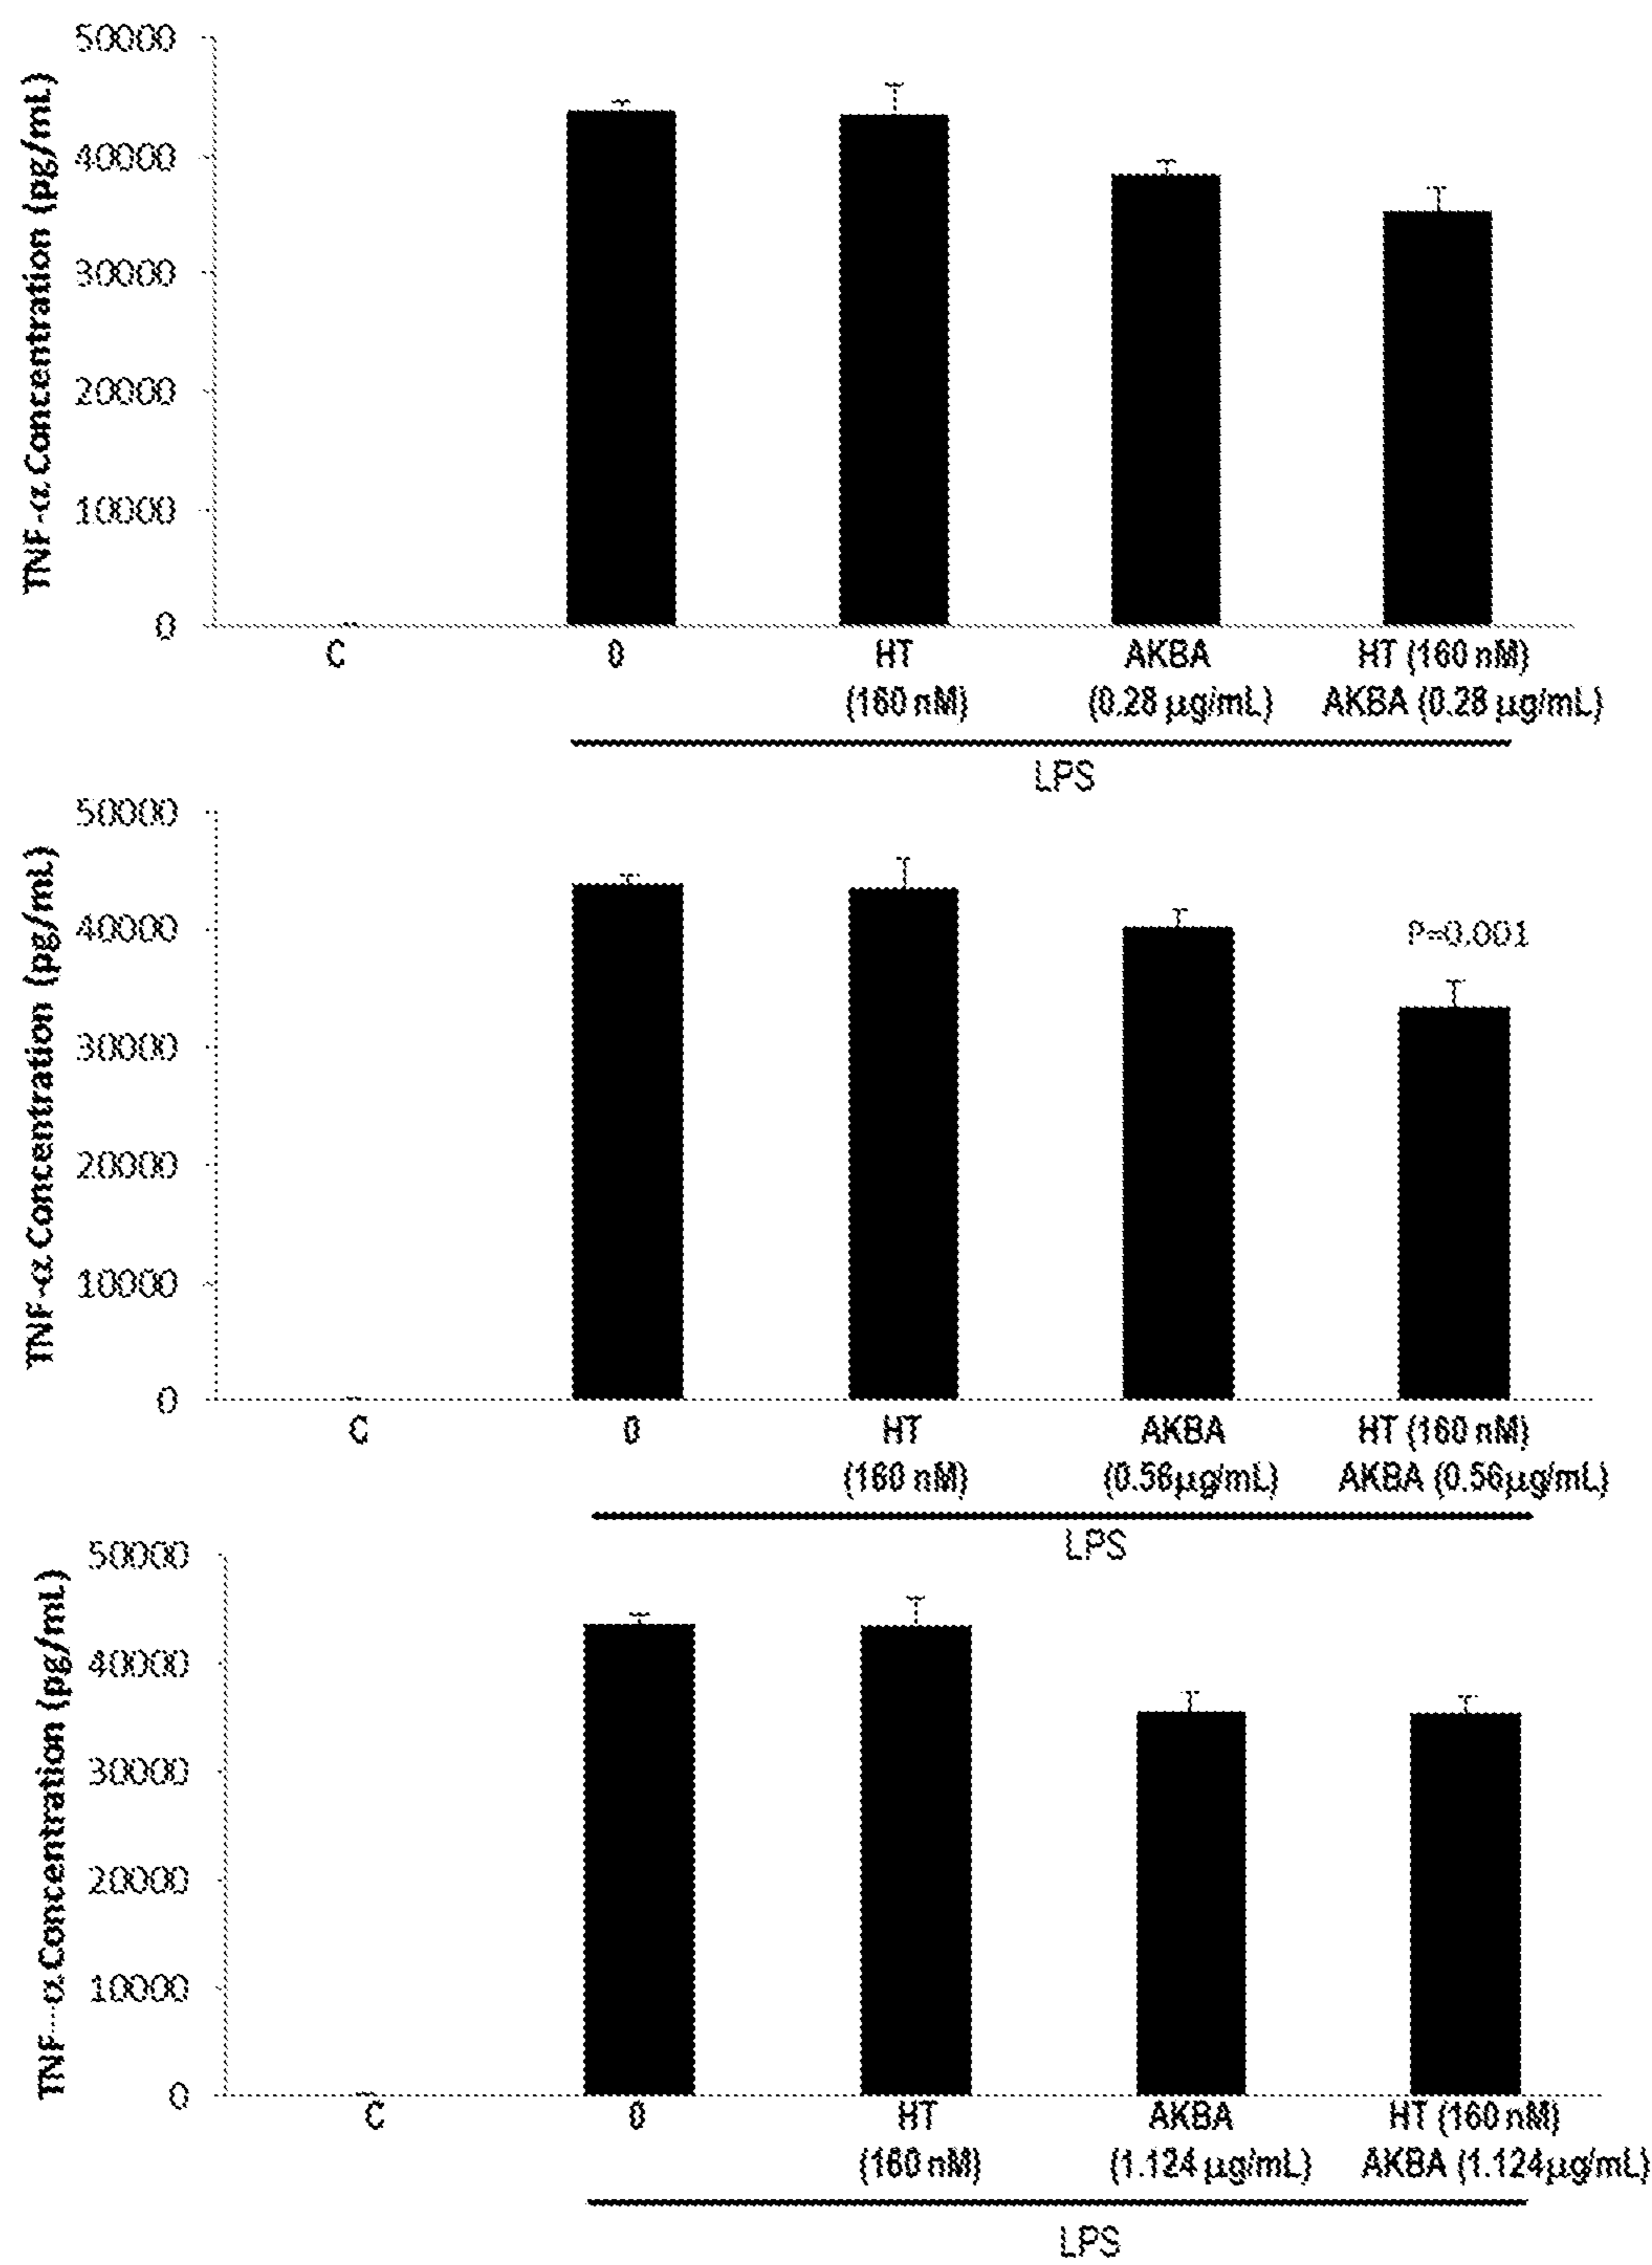 TNF-α Concentration (pg/mL)
50000
40000
30000
20000
10000
0
C
0
HT
(160 nM)
AKBA
(0.28 µg/mL)
HT (160 nM)
AKBA (0.28 µg/mL)
LPS
TNF-α Concentration (pg/mL)
50000
40000
30000
20000
10000
0
P=0.001
C
0
HT
(160 nM)
AKBA
(0.56µg/mL)
HT (160 nM)
AKBA (0.56µg/mL)
LPS
TNF-α Concentration (pg/mL)
50000
40000
30000
20000
10000
0
C
0
HT
(160 nM)
AKBA
(1.124 µg/mL)
HT (160 nM)
AKBA (1.124µg/mL)
LPS